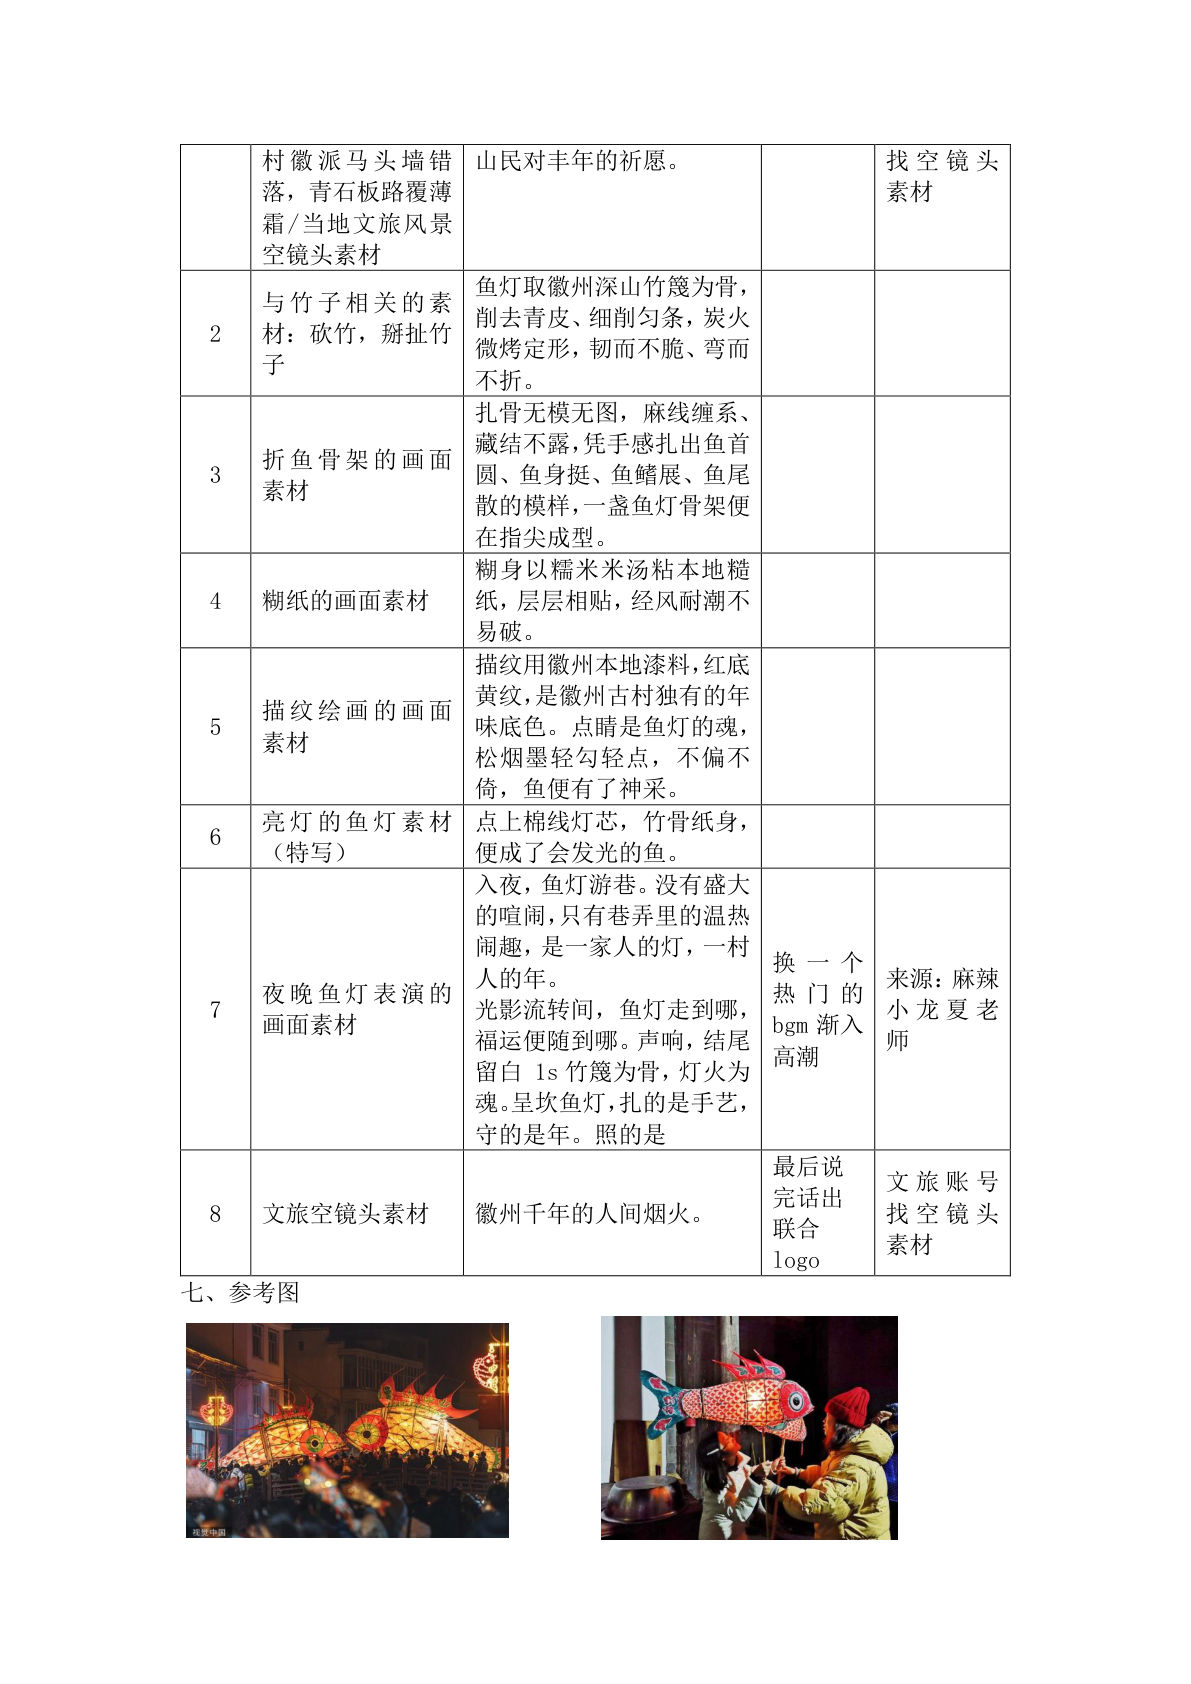 村徽派马头墙错
落，青石板路覆薄
霜/当地文旅风景
空镜头素材
山民对丰年的祈愿。
找空镜头
素材
2
与竹子相关的素
材：砍竹，掰扯竹
子
鱼灯取徽州深山竹篾为骨，
削去青皮、细削匀条，炭火
微烤定形，韧而不脆、弯而
不折。
3
折鱼骨架的画面
素材
扎骨无模无图，麻线缠系、
藏结不露，凭手感扎出鱼首
圆、鱼身挺、鱼鳍展、鱼尾
散的模样，一盏鱼灯骨架便
在指尖成型。
4
糊纸的画面素材
糊身以糯米米汤粘本地糙
纸，层层相贴，经风耐潮不
易破。
5
描纹绘画的画面
素材
描纹用徽州本地漆料，红底
黄纹，是徽州古村独有的年
味底色。点睛是鱼灯的魂，
松烟墨轻勾轻点，不偏不
倚，鱼便有了神采。
6
亮灯的鱼灯素材
（特写）
点上棉线灯芯，竹骨纸身，
便成了会发光的鱼。
7
夜晚鱼灯表演的
画面素材
入夜，鱼灯游巷。没有盛大
的喧闹，只有巷弄里的温热
闹趣，是一家人的灯，一村
人的年。
光影流转间，鱼灯走到哪，
福运便随到哪。声响，结尾
留白 1s 竹篾为骨，灯火为
魂。呈坎鱼灯，扎的是手艺，
守的是年。照的是
换一个
热门的
bgm 渐入
高潮
来源：麻辣
小龙夏老
师
8
文旅空镜头素材
徽州千年的人间烟火。
最后说
完话出
联合
logo
文旅账号
找空镜头
素材
七、参考图
视觉中国